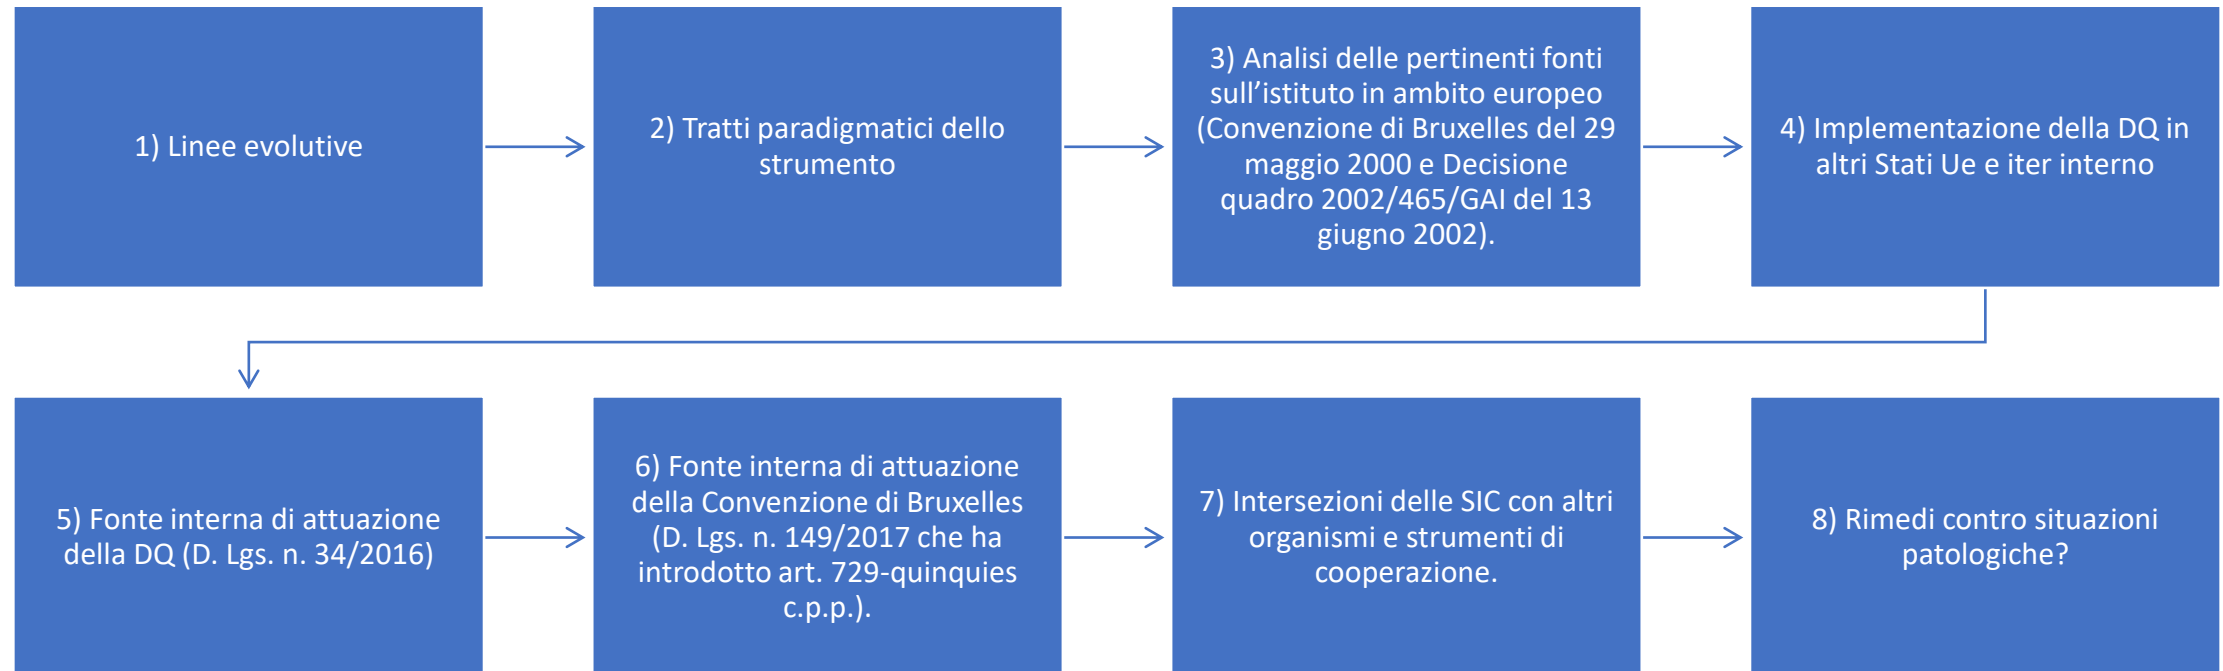 1) Linee evolutive
2) Tratti paradigmatici dello
strumento
3) Analisi delle pertinenti fonti
sull’istituto in ambito europeo
(Convenzione di Bruxelles del 29
maggio 2000 e Decisione
quadro 2002/465/GAI del 13
giugno 2002).
4) Implementazione della DQ in
altri Stati Ue e iter interno
5) Fonte interna di attuazione
della DQ (D. Lgs. n. 34/2016)
6) Fonte interna di attuazione
della Convenzione di Bruxelles
(D. Lgs. n. 149/2017 che ha
introdotto art. 729-quinquies
c.p.p.).
7) Intersezioni delle SIC con altri
organismi e strumenti di
cooperazione.
8) Rimedi contro situazioni
patologiche?